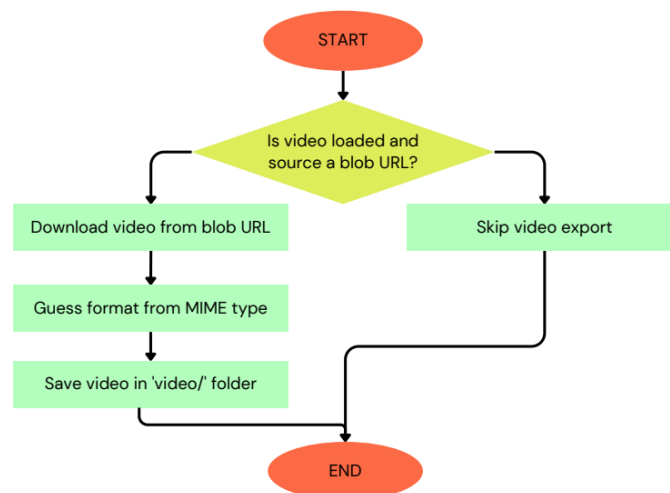 START
Is video loaded and
source a blob URL?
Download video from blob URL
Skip video export
Guess format from MIME type
Save video in 'video/' folder
END